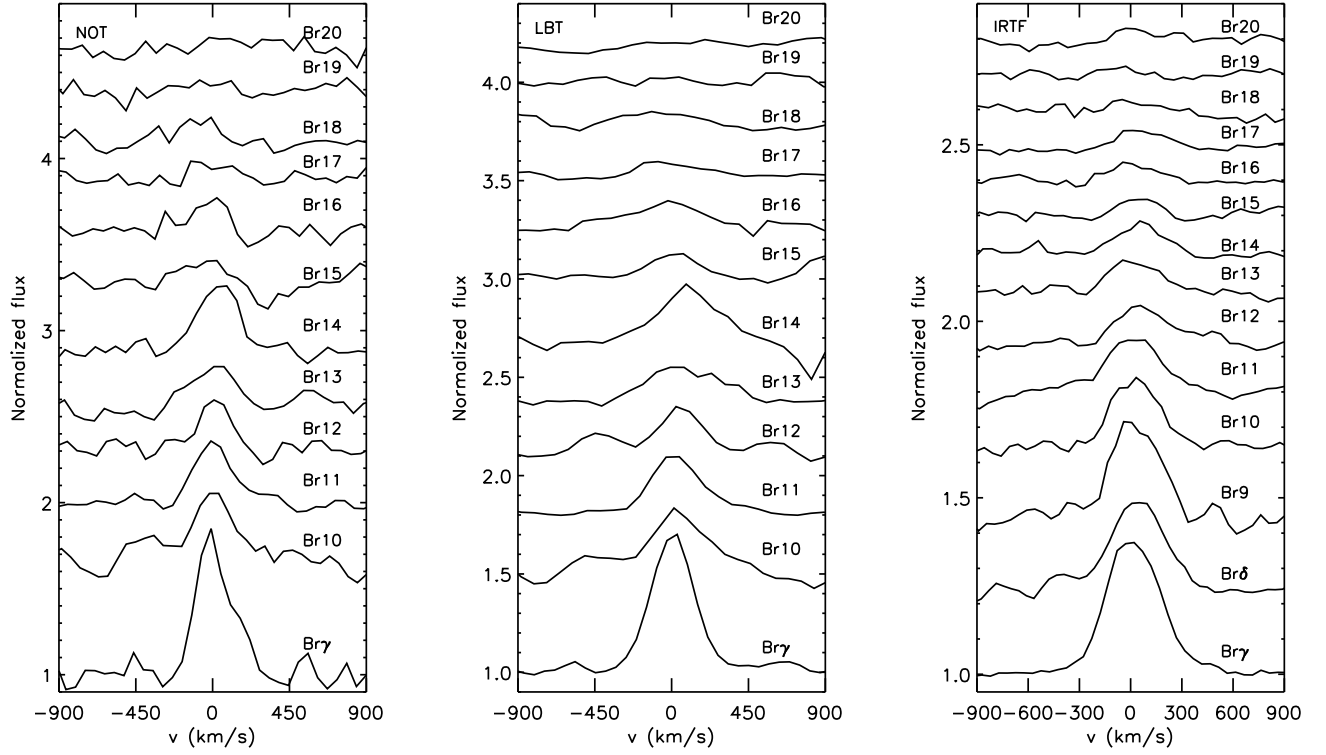 NOT
Br20
Br19
Br18
4
Br17
Br16
Br15
3
Br14
Br13
Br12
Br11
2
Br10
Brγ
1
Normalized flux
−900 −450 0 450 900
v (km/s)
LBT
Br20
Br19
4.0
Br18
Br17
3.5
Br16
Br15
3.0
Br14
2.5
Br13
Br12
2.0
Br11
Br10
1.5
Brγ
1.0
Normalized flux
−900 −450 0 450 900
v (km/s)
IRTF
Br20
Br19
Br18
Br17
2.5
Br16
Br15
Br14
Br13
Br12
2.0
Br11
Br10
Br9
1.5
Brδ
Brγ
1.0
Normalized flux
−900 −600 −300 0 300 600 900
v (km/s)